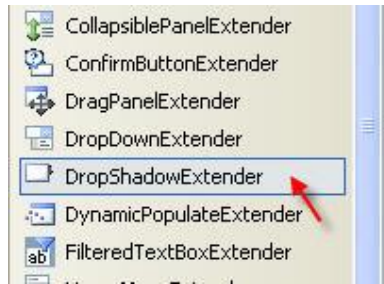 CollapsiblePanelExtender
ConfirmButtonExtender
DragPanelExtender
DropDownExtender
DropShadowExtender
DynamicPopulateExtender
FilteredTextBoxExtender